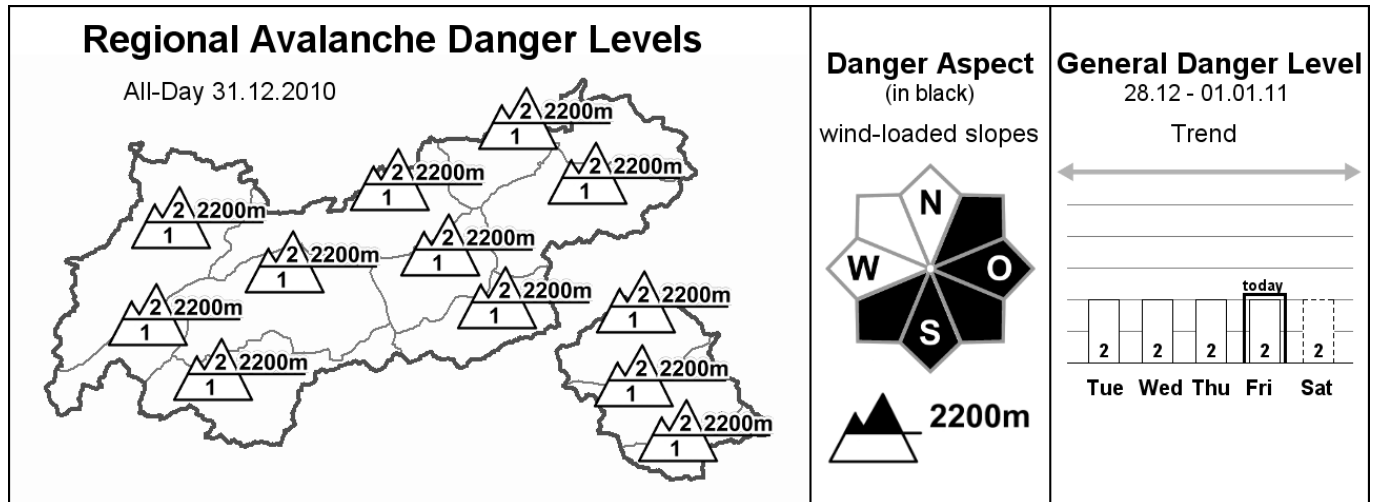 Regional Avalanche Danger Levels
All-Day 31.12.2010
2 2200m
1
2 2200m
1
2 2200m
1
2 2200m
1
2 2200m
1
2 2200m
1
2 2200m
1
2 2200m
1
2 2200m
1
2 2200m
1
2 2200m
1
2 2200m
1
Danger Aspect
(in black)
wind-loaded slopes
N
W O
S
2200m
General Danger Level
28.12 - 01.01.11
Trend
today
2 2 2 2 2
Tue Wed Thu Fri Sat